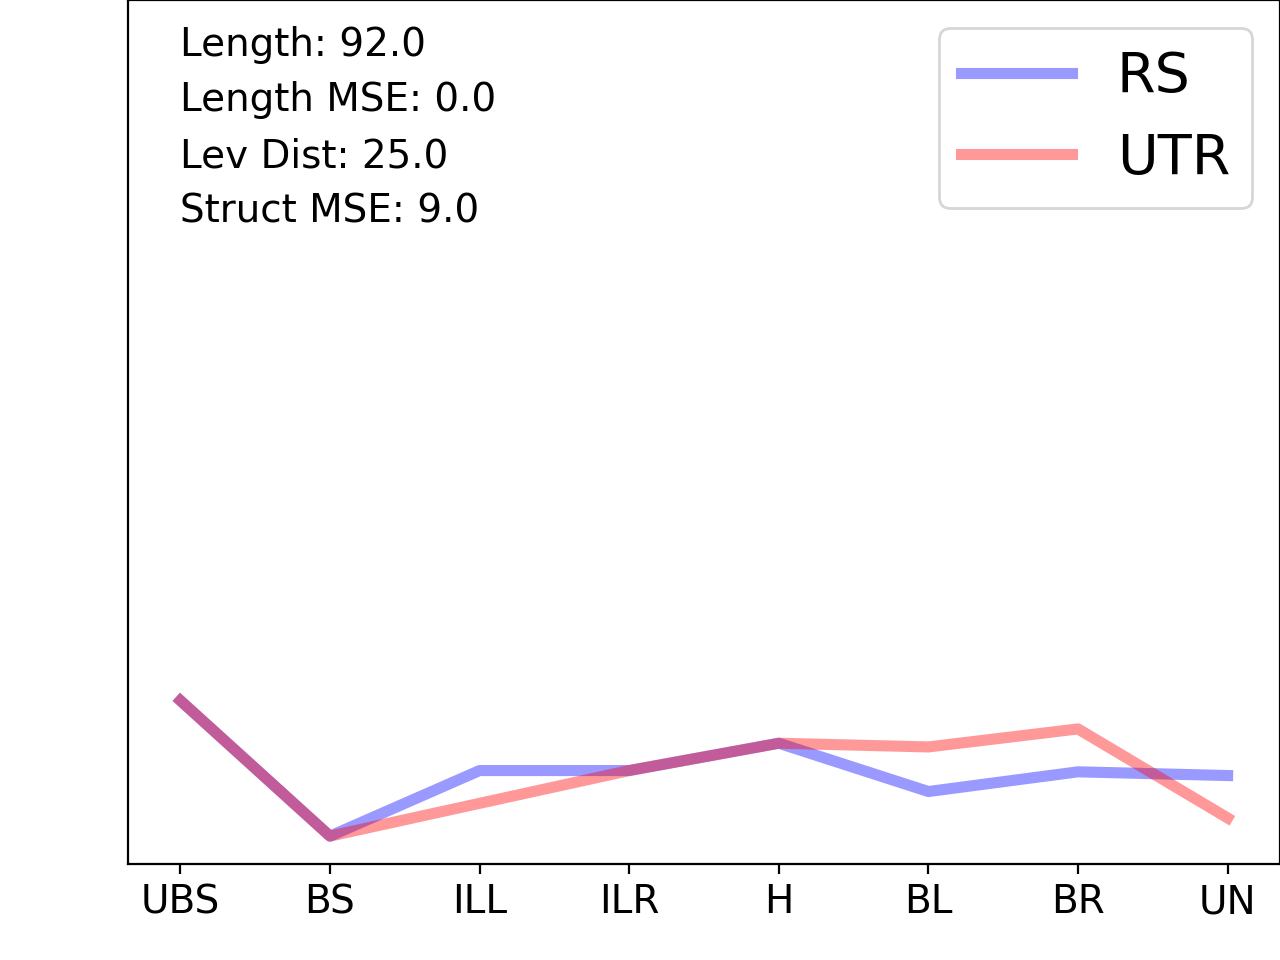 Length: 92.0
Length MSE: 0.0
Lev Dist: 25.0
Struct MSE: 9.0
RS
UTR
UBS BS ILL ILR H BL BR UN